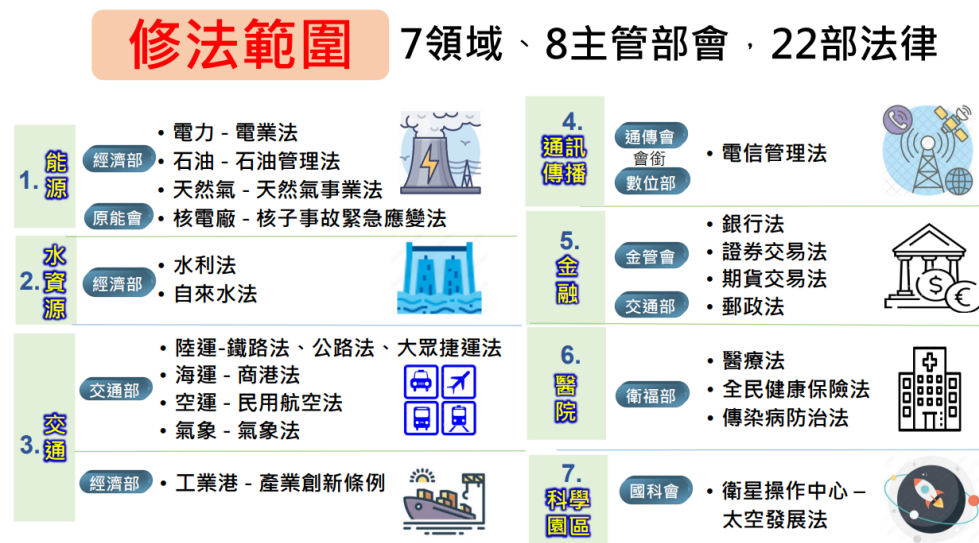 修法範圍 7領域、8主管部會，22部法律
1. 能源
經濟部
• 電力 - 電業法
• 石油 - 石油管理法
• 天然氣 - 天然氣事業法
原能會
• 核電廠 - 核子事故緊急應變法
2. 水資源
經濟部
• 水利法
• 自來水法
3. 交通
交通部
• 陸運-鐵路法、公路法、大眾捷運法
• 海運 - 商港法
• 空運 - 民用航空法
• 氣象 - 氣象法
經濟部
• 工業港 - 產業創新條例
4. 通訊傳播
通傳會
會銜
數位部
• 電信管理法
5. 金融
金管會
• 銀行法
• 證券交易法
• 期貨交易法
交通部
• 郵政法
6. 醫院
衛福部
• 醫療法
• 全民健康保險法
• 傳染病防治法
7. 科學園區
國科會
• 衛星操作中心 –
太空發展法